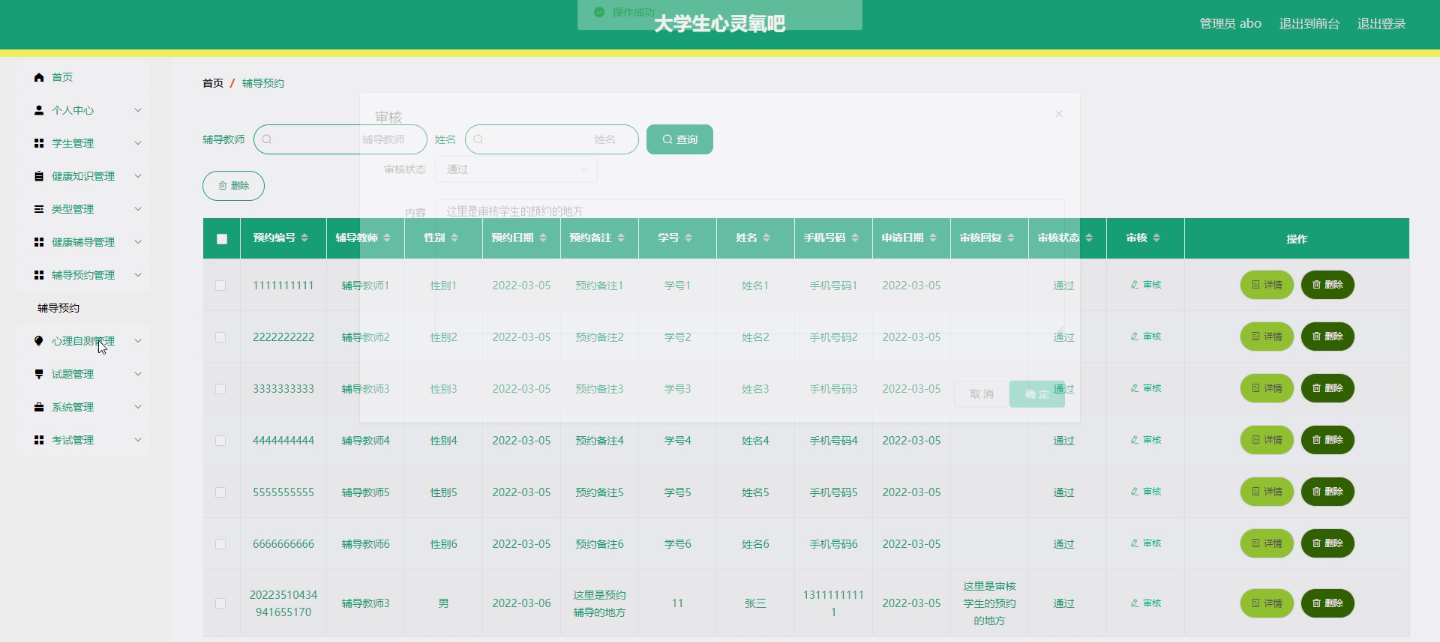 操作成功
大学生心灵氧吧
管理员 abo 退出到前台 退出登录
首页
个人中心
学生管理
健康知识管理
类型管理
健康辅导管理
辅导预约管理
辅导预约
心理自测管理
试题管理
系统管理
考试管理
首页 / 辅导预约
审核
辅导教师 辅导教师 姓名 姓名 查询
审核状态 通过
删除
内容 这里是审核学生的预约的地方
预约编号 辅导教师 性别 预约日期 预约备注 学号 姓名 手机号码 申请日期 审核回复 审核状态 审核 操作
1111111111 辅导教师1 性别1 2022-03-05 预约备注1 学号1 姓名1 手机号码1 2022-03-05 通过 审核 详情 删除
2222222222 辅导教师2 性别2 2022-03-05 预约备注2 学号2 姓名2 手机号码2 2022-03-05 通过 审核 详情 删除
3333333333 辅导教师3 性别3 2022-03-05 预约备注3 学号3 姓名3 手机号码3 2022-03-05 通过 审核 详情 删除
取消 确定
4444444444 辅导教师4 性别4 2022-03-05 预约备注4 学号4 姓名4 手机号码4 2022-03-05 通过 审核 详情 删除
5555555555 辅导教师5 性别5 2022-03-05 预约备注5 学号5 姓名5 手机号码5 2022-03-05 通过 审核 详情 删除
6666666666 辅导教师6 性别6 2022-03-05 预约备注6 学号6 姓名6 手机号码6 2022-03-05 通过 审核 详情 删除
20223510434
941655170
辅导教师3 男 2022-03-06
这里是预约
辅导的地方
11 张三
1311111111
1
2022-03-05
这里是审核
学生的预约
的地方
通过 审核 详情 删除